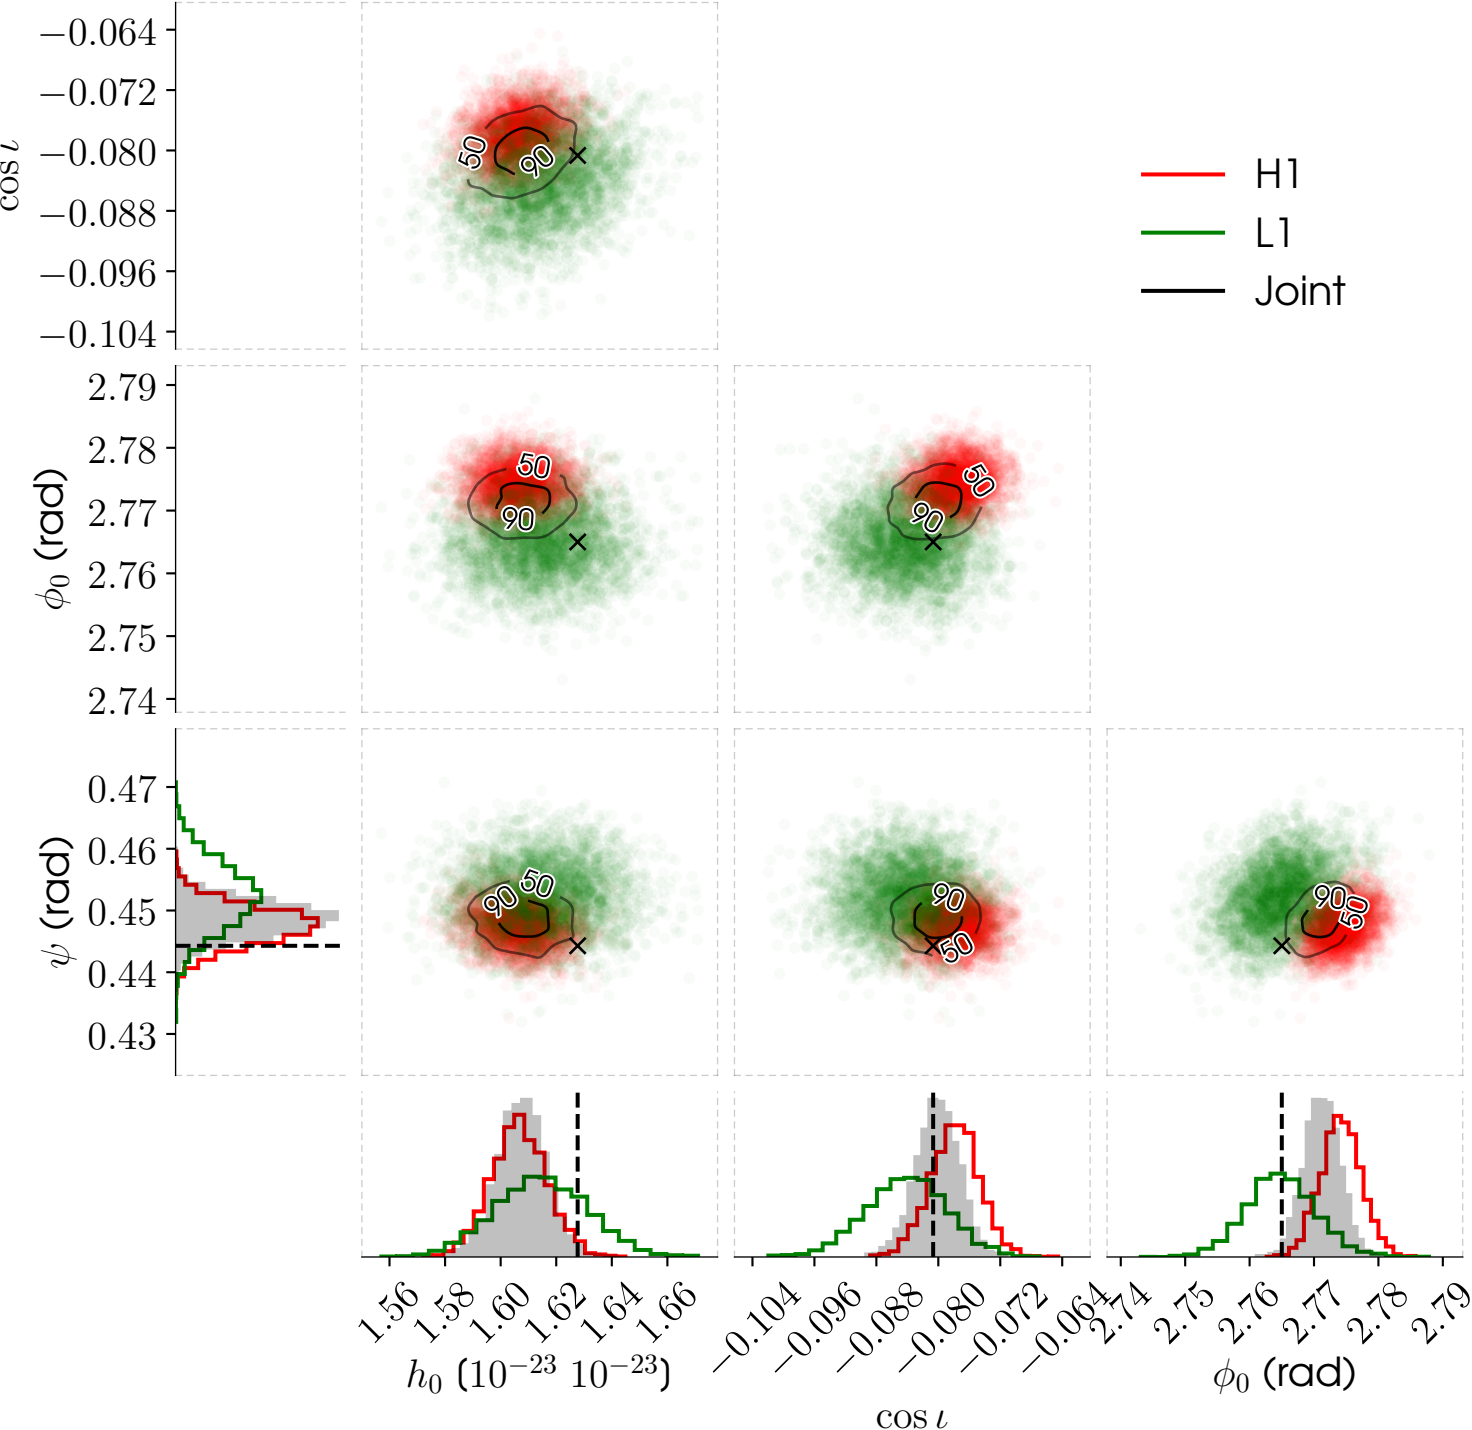 cos ι
−0.064
−0.072
−0.080
−0.088
−0.096
−0.104
50
90
H1
L1
Joint
ϕ₀ (rad)
2.79
2.78
2.77
2.76
2.75
2.74
50
90
50
90
ψ (rad)
0.47
0.46
0.45
0.44
0.43
90
50
90
50
90
50
1.56 1.58 1.60 1.62 1.64 1.66
−0.104 −0.096 −0.088 −0.080 −0.072 −0.064
2.74 2.75 2.76 2.77 2.78 2.79
h₀ (10⁻²³ 10⁻²³)
cos ι
ϕ₀ (rad)